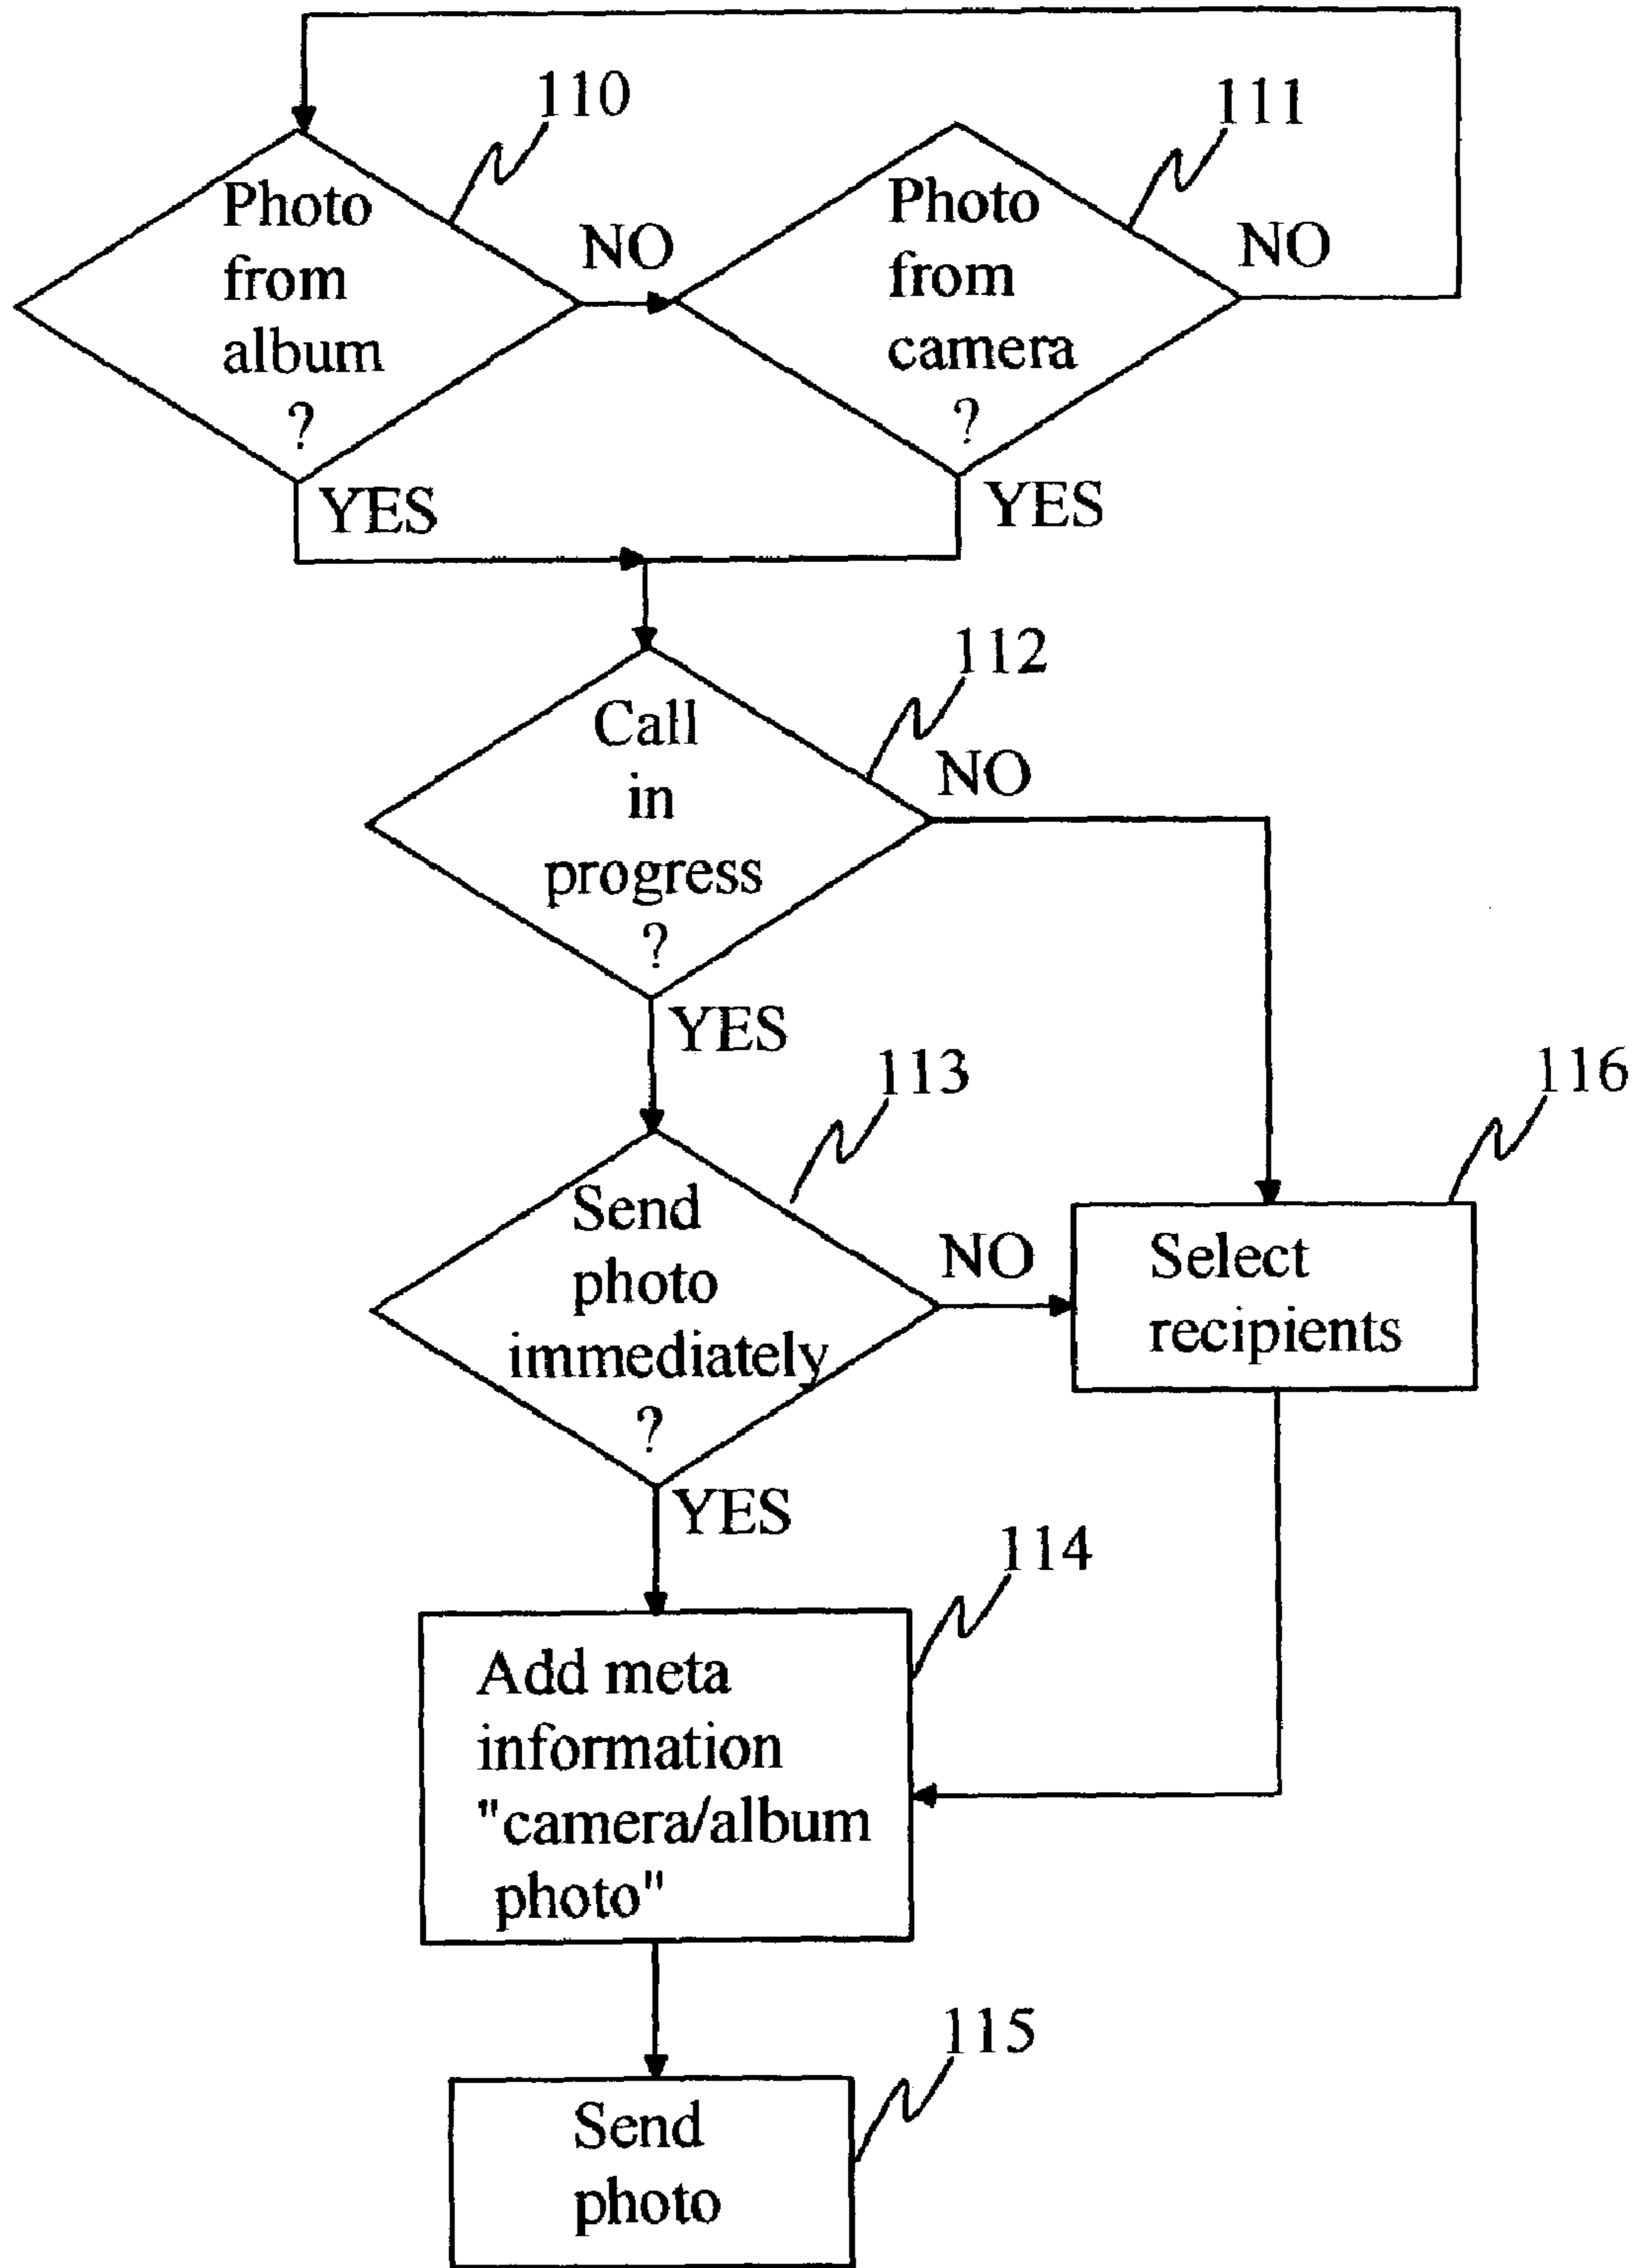 110
111
Photo
from
album
?
NO
Photo
from
camera
?
NO
YES
YES
112
Call
in
progress
?
NO
YES
113
116
Send
photo
immediately
?
NO
Select
recipients
YES
114
Add meta
information
"camera/album
photo"
115
Send
photo